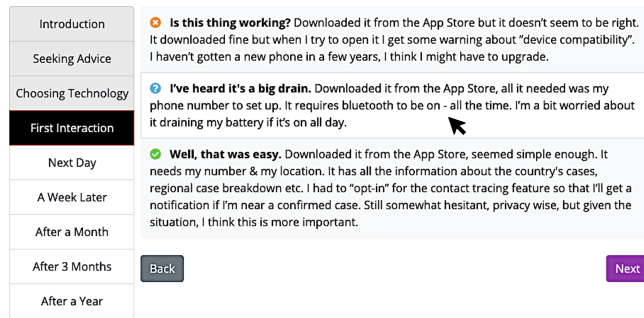 Introduction
Seeking Advice
Choosing Technology
First Interaction
Next Day
A Week Later
After a Month
After 3 Months
After a Year
Is this thing working? Downloaded it from the App Store but it doesn’t seem to be right.
It downloaded fine but when I try to open it I get some warning about ”device compatibility”.
I haven’t gotten a new phone in a few years, I think I might have to upgrade.
I’ve heard it's a big drain. Downloaded it from the App Store, all it needed was my
phone number to set up. It requires bluetooth to be on - all the time. I’m a bit worried about
it draining my battery if it’s on all day.
Well, that was easy. Downloaded it from the App Store, seemed simple enough. It
needs my number & my location. It has all the information about the country's cases,
regional case breakdown etc. I had to “opt-in” for the contact tracing feature so that I’ll get a
notification if I’m near a confirmed case. Still somewhat hesitant, privacy wise, but given the
situation, I think this is more important.
Back
Next